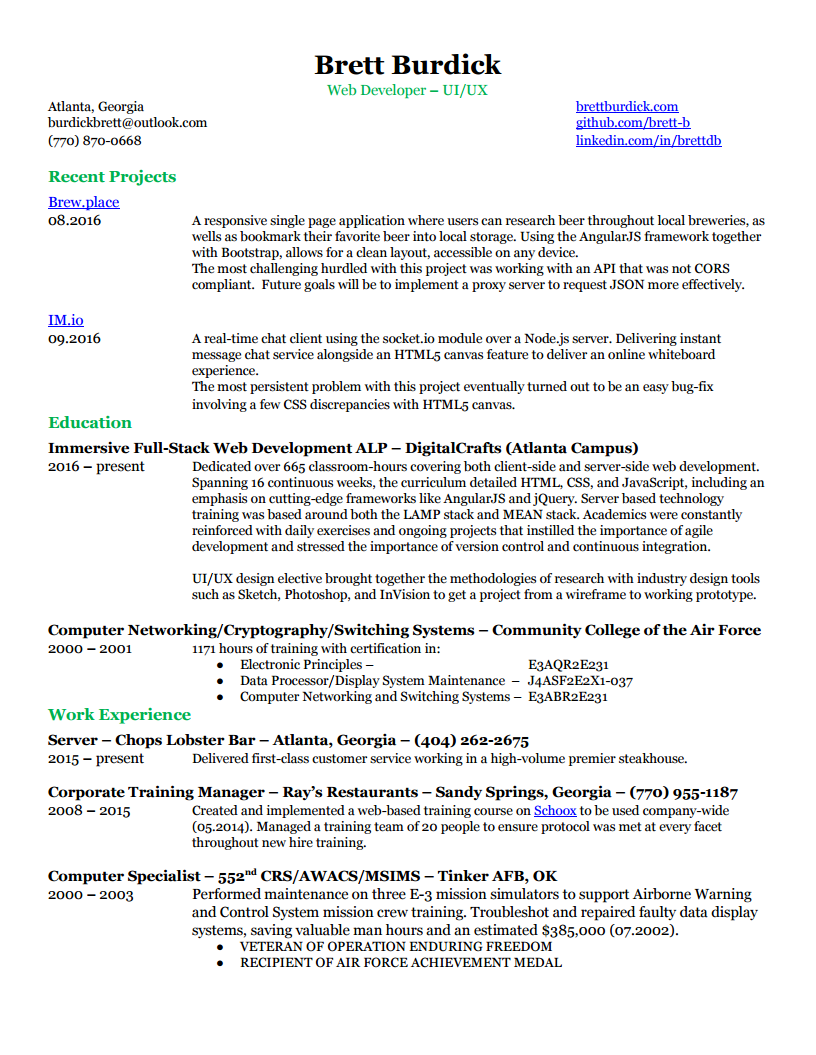 Brett Burdick
Web Developer – UI/UX
Atlanta, Georgia brettburdick.com
burdickbrett@outlook.com github.com/brett-b
(770) 870-0668 linkedin.com/in/brettdb
Recent Projects
Brew.place
08.2016 A responsive single page application where users can research beer throughout local breweries, as
wells as bookmark their favorite beer into local storage. Using the AngularJS framework together
with Bootstrap, allows for a clean layout, accessible on any device.
The most challenging hurdled with this project was working with an API that was not CORS
compliant. Future goals will be to implement a proxy server to request JSON more effectively.
IM.io
09.2016 A real-time chat client using the socket.io module over a Node.js server. Delivering instant
message chat service alongside an HTML5 canvas feature to deliver an online whiteboard
experience.
The most persistent problem with this project eventually turned out to be an easy bug-fix
involving a few CSS discrepancies with HTML5 canvas.
Education
Immersive Full-Stack Web Development ALP – DigitalCrafts (Atlanta Campus)
2016 – present Dedicated over 665 classroom-hours covering both client-side and server-side web development.
Spanning 16 continuous weeks, the curriculum detailed HTML, CSS, and JavaScript, including an
emphasis on cutting-edge frameworks like AngularJS and jQuery. Server based technology
training was based around both the LAMP stack and MEAN stack. Academics were constantly
reinforced with daily exercises and ongoing projects that instilled the importance of agile
development and stressed the importance of version control and continuous integration.
UI/UX design elective brought together the methodologies of research with industry design tools
such as Sketch, Photoshop, and InVision to get a project from a wireframe to working prototype.
Computer Networking/Cryptography/Switching Systems – Community College of the Air Force
2000 – 2001 1171 hours of training with certification in:
● Electronic Principles – E3AQR2E231
● Data Processor/Display System Maintenance – J4ASF2E2X1-037
● Computer Networking and Switching Systems – E3ABR2E231
Work Experience
Server – Chops Lobster Bar – Atlanta, Georgia – (404) 262-2675
2015 – present Delivered first-class customer service working in a high-volume premier steakhouse.
Corporate Training Manager – Ray's Restaurants – Sandy Springs, Georgia – (770) 955-1187
2008 – 2015 Created and implemented a web-based training course on Schoox to be used company-wide
(05.2014). Managed a training team of 20 people to ensure protocol was met at every facet
throughout new hire training.
Computer Specialist – 552nd CRS/AWACS/MSIMS – Tinker AFB, OK
2000 – 2003 Performed maintenance on three E-3 mission simulators to support Airborne Warning
and Control System mission crew training. Troubleshot and repaired faulty data display
systems, saving valuable man hours and an estimated $385,000 (07.2002).
● VETERAN OF OPERATION ENDURING FREEDOM
● RECIPIENT OF AIR FORCE ACHIEVEMENT MEDAL